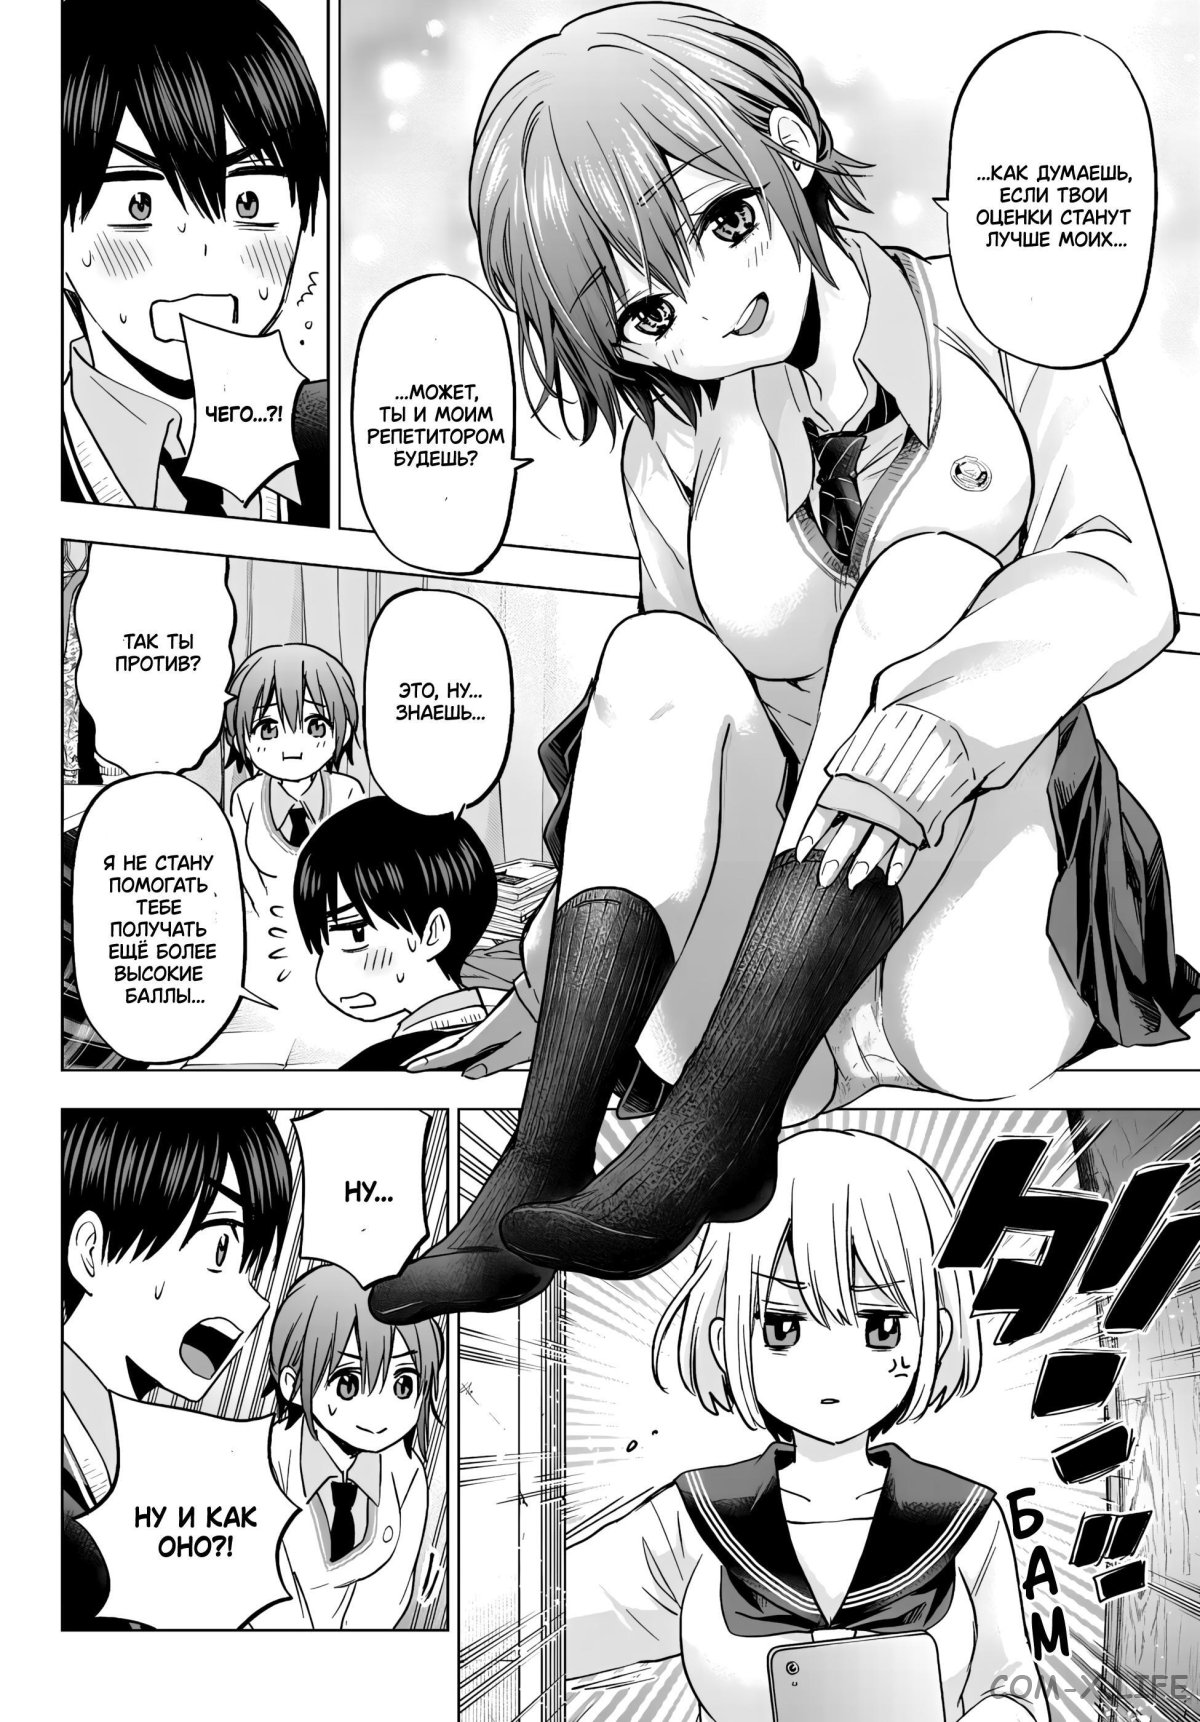 ...КАК ДУМАЕШЬ,
ЕСЛИ ТВОИ
ОЦЕНКИ СТАНУТ
ЛУЧШЕ МОИХ...
...МОЖЕТ,
ТЫ И МОИМ
РЕПЕТИТОРОМ
БУДЕШЬ?
ЧЕГО...?!
ЭТО, НУ...
ЗНАЕШЬ...
ТАК ТЫ
ПРОТИВ?
Я НЕ СТАНУ
ПОМОГАТЬ
ТЕБЕ
ПОЛУЧАТЬ
ЕЩЁ БОЛЕЕ
ВЫСОКИЕ
БАЛЛЫ...
БАМ
НУ...
НУ И КАК
ОНО?!
COM-X.LIFE